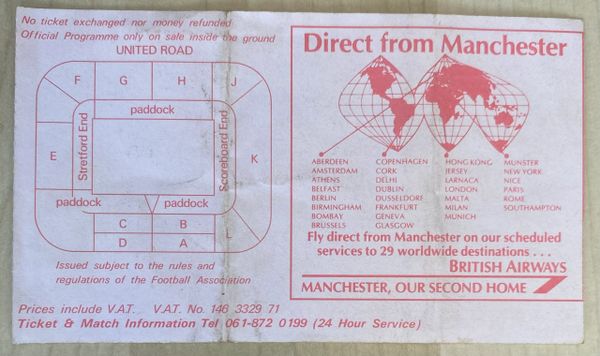 No ticket exchanged nor money refunded
Official Programme only on sale inside the ground
UNITED ROAD
F
G
H
J
paddock
Stretford End
Scoreboard End
E
K
paddock
paddock
C
B
D
A
L
Issued subject to the rules and
regulations of the Football Association
Prices include V.A.T. V.A.T. No. 146 3329 71
Ticket & Match Information Tel 061-872 0199 (24 Hour Service)
Direct from Manchester
ABERDEEN
AMSTERDAM
ATHENS
BELFAST
BERLIN
BIRMINGHAM
BOMBAY
BRUSSELS
COPENHAGEN
CORK
DELHI
DUBLIN
DUSSELDORF
FRANKFURT
GENEVA
GLASGOW
HONG KONG
JERSEY
LARNACA
LONDON
MALTA
MILAN
MUNICH
MUNSTER
NEW YORK
NICE
PARIS
ROME
SOUTHAMPTON
Fly direct from Manchester on our scheduled
services to 29 worldwide destinations . . .
BRITISH AIRWAYS
MANCHESTER, OUR SECOND HOME